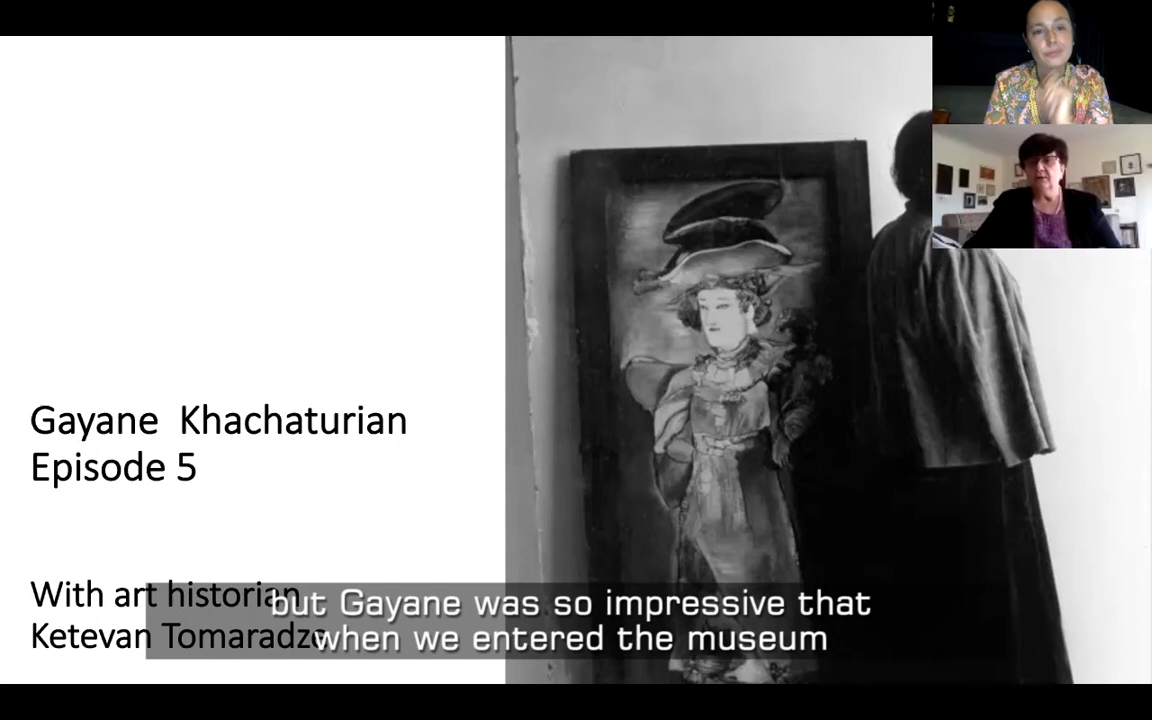 Gayane Khachaturian
Episode 5
With art historian
Ketevan Tomaradze
but Gayane was so impressive that
when we entered the museum